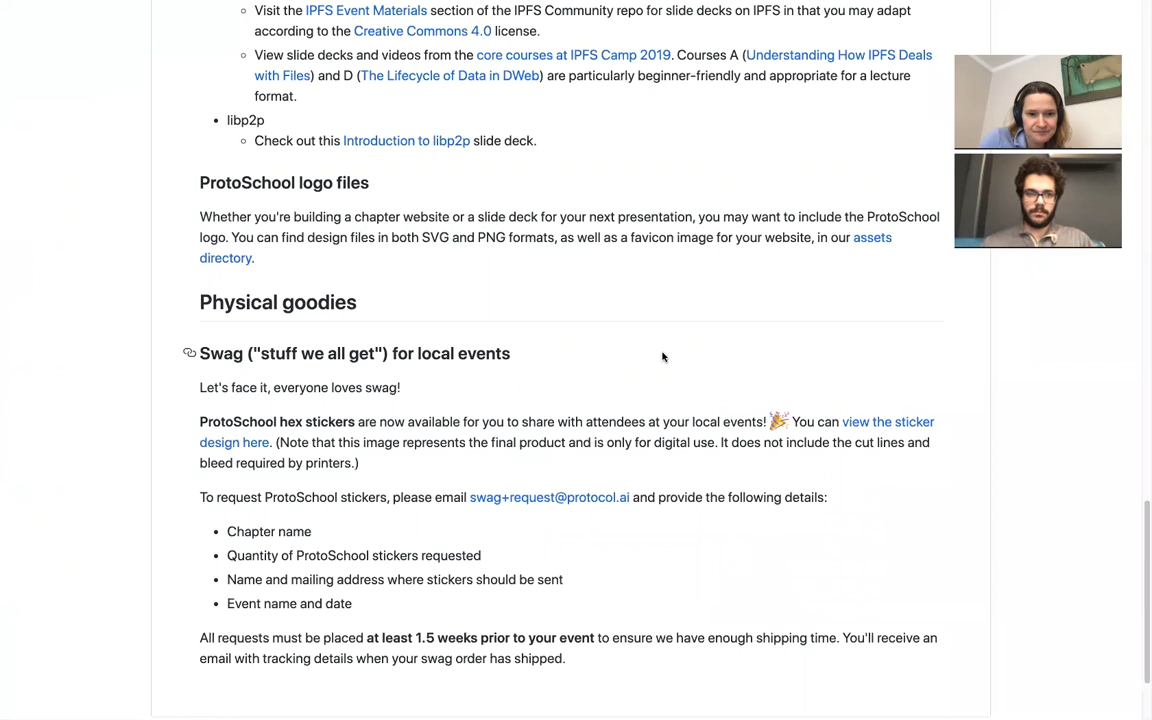 Visit the IPFS Event Materials section of the IPFS Community repo for slide decks on IPFS in that you may adapt
according to the Creative Commons 4.0 license.
View slide decks and videos from the core courses at IPFS Camp 2019. Courses A (Understanding How IPFS Deals
with Files) and D (The Lifecycle of Data in DWeb) are particularly beginner-friendly and appropriate for a lecture
format.
libp2p
Check out this Introduction to libp2p slide deck.
ProtoSchool logo files
Whether you're building a chapter website or a slide deck for your next presentation, you may want to include the ProtoSchool
logo. You can find design files in both SVG and PNG formats, as well as a favicon image for your website, in our assets
directory.
Physical goodies
Swag ("stuff we all get") for local events
Let's face it, everyone loves swag!
ProtoSchool hex stickers are now available for you to share with attendees at your local events! 🎉 You can view the sticker
design here. (Note that this image represents the final product and is only for digital use. It does not include the cut lines and
bleed required by printers.)
To request ProtoSchool stickers, please email swag+request@protocol.ai and provide the following details:
Chapter name
Quantity of ProtoSchool stickers requested
Name and mailing address where stickers should be sent
Event name and date
All requests must be placed at least 1.5 weeks prior to your event to ensure we have enough shipping time. You'll receive an
email with tracking details when your swag order has shipped.